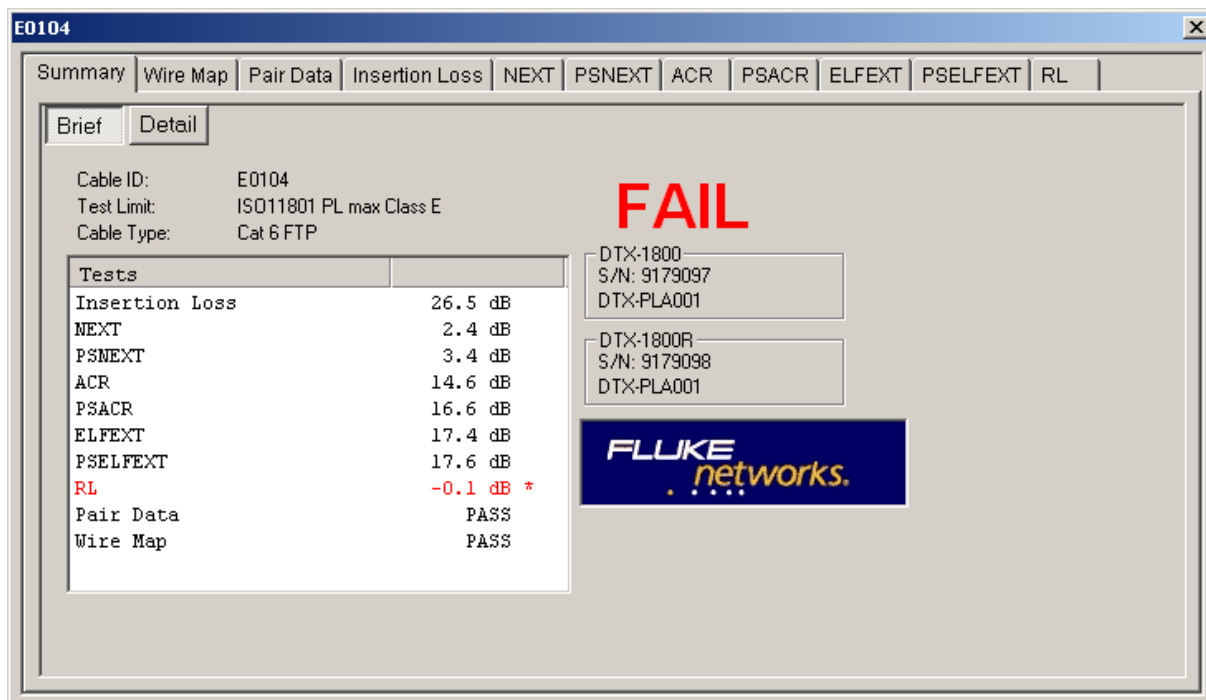 E0104
Summary Wire Map Pair Data Insertion Loss NEXT PSNEXT ACR PSACR ELFEXT PSELFEXT RL
Brief Detail
Cable ID: E0104
Test Limit: ISO11801 PL max Class E
Cable Type: Cat 6 FTP
FAIL
Tests
Insertion Loss 26.5 dB
NEXT 2.4 dB
PSNEXT 3.4 dB
ACR 14.6 dB
PSACR 16.6 dB
ELFEXT 17.4 dB
PSELFEXT 17.6 dB
RL -0.1 dB *
Pair Data PASS
Wire Map PASS
DTX-1800
S/N: 9179097
DTX-PLA001
DTX-1800R
S/N: 9179098
DTX-PLA001
FLUKE
networks.